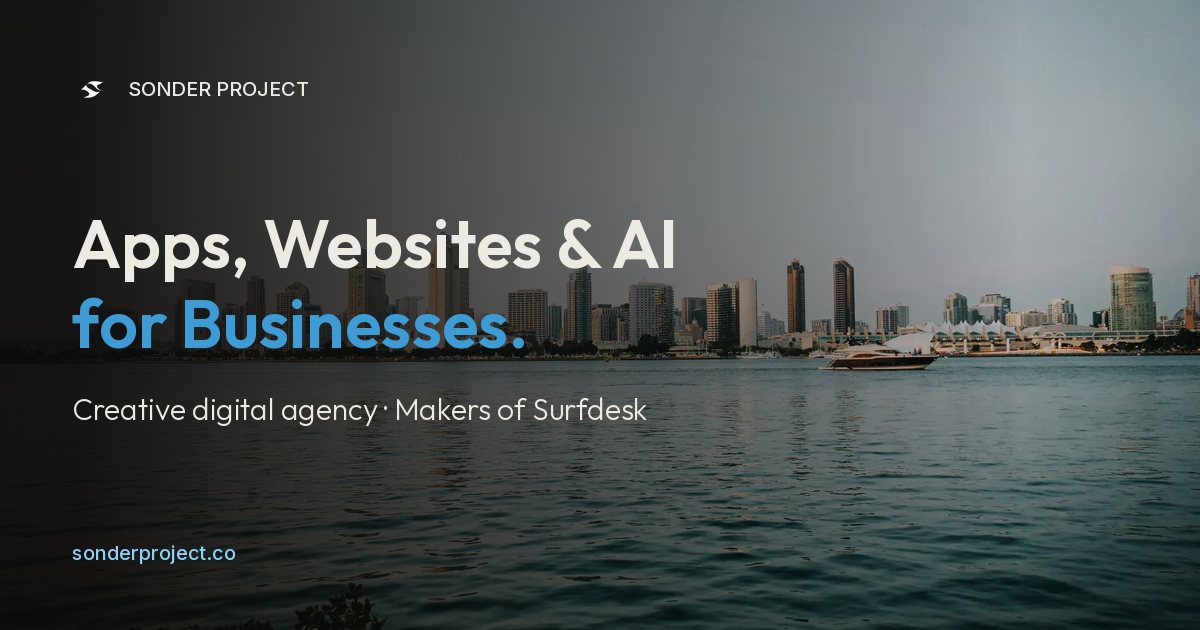 SONDER PROJECT
Apps, Websites & AI
for Businesses.
Creative digital agency · Makers of Surfdesk
sonderproject.co